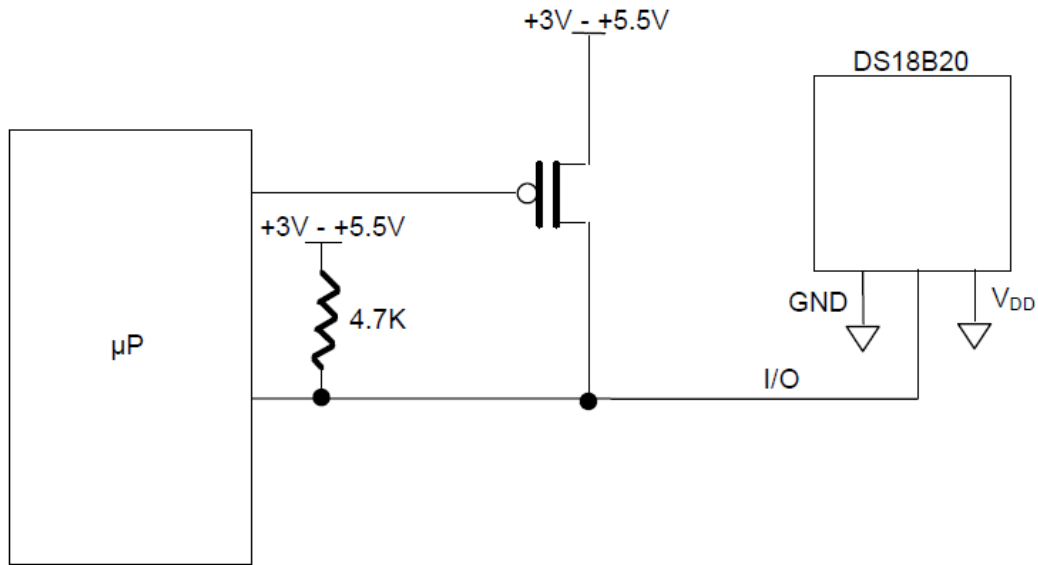 +3V - +5.5V
DS18B20
+3V - +5.5V
GND
VDD
4.7K
µP
I/O